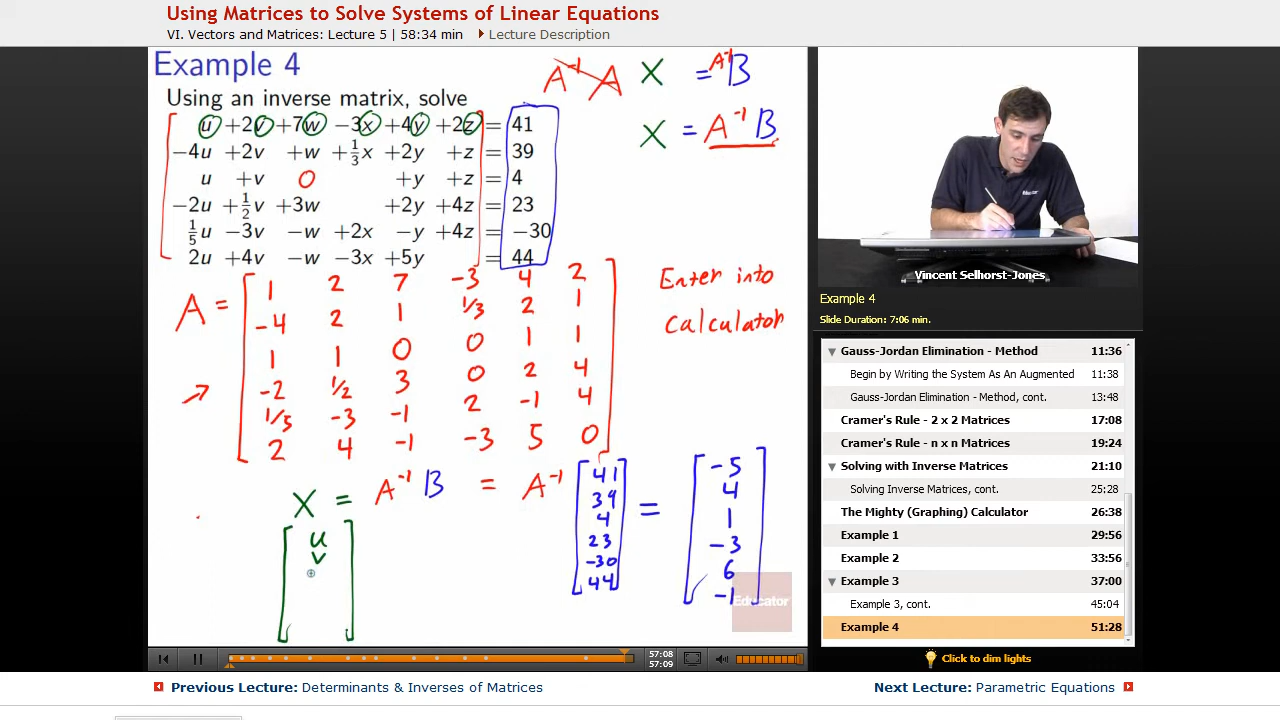 Using Matrices to Solve Systems of Linear Equations
VI. Vectors and Matrices: Lecture 5 | 58:34 min
Lecture Description
Example 4
A⁻¹ A X = A⁻¹B
Using an inverse matrix, solve
X = A⁻¹ B
u +2v +7w −3x +4y +2z = 41
−4u +2v +w +1/3x +2y +z = 39
u +v 0 +y +z = 4
−2u +1/2v +3w +2y +4z = 23
1/5u −3v −w +2x −y +4z = −30
2u +4v −w −3x +5y = 44
A =
1 2 7 -3 4 2
-4 2 1 1/3 2 1
1 1 0 0 1 1
-2 1/2 3 0 2 4
1/5 -3 -1 2 -1 4
2 4 -1 -3 5 0
Enter into
Calculator
X = A⁻¹ B = A⁻¹
41
39
4
23
-30
44
=
-5
4
1
-3
6
-1
u
v
Educator
57:08
57:09
Vincent Selhorst-Jones
Example 4
Slide Duration: 7:06 min.
Gauss-Jordan Elimination - Method 11:36
Begin by Writing the System As An Augmented 11:38
Gauss-Jordan Elimination - Method, cont. 13:48
Cramer's Rule - 2 x 2 Matrices 17:08
Cramer's Rule - n x n Matrices 19:24
Solving with Inverse Matrices 21:10
Solving Inverse Matrices, cont. 25:28
The Mighty (Graphing) Calculator 26:38
Example 1 29:56
Example 2 33:56
Example 3 37:00
Example 3, cont. 45:04
Example 4 51:28
Click to dim lights
Previous Lecture: Determinants & Inverses of Matrices
Next Lecture: Parametric Equations